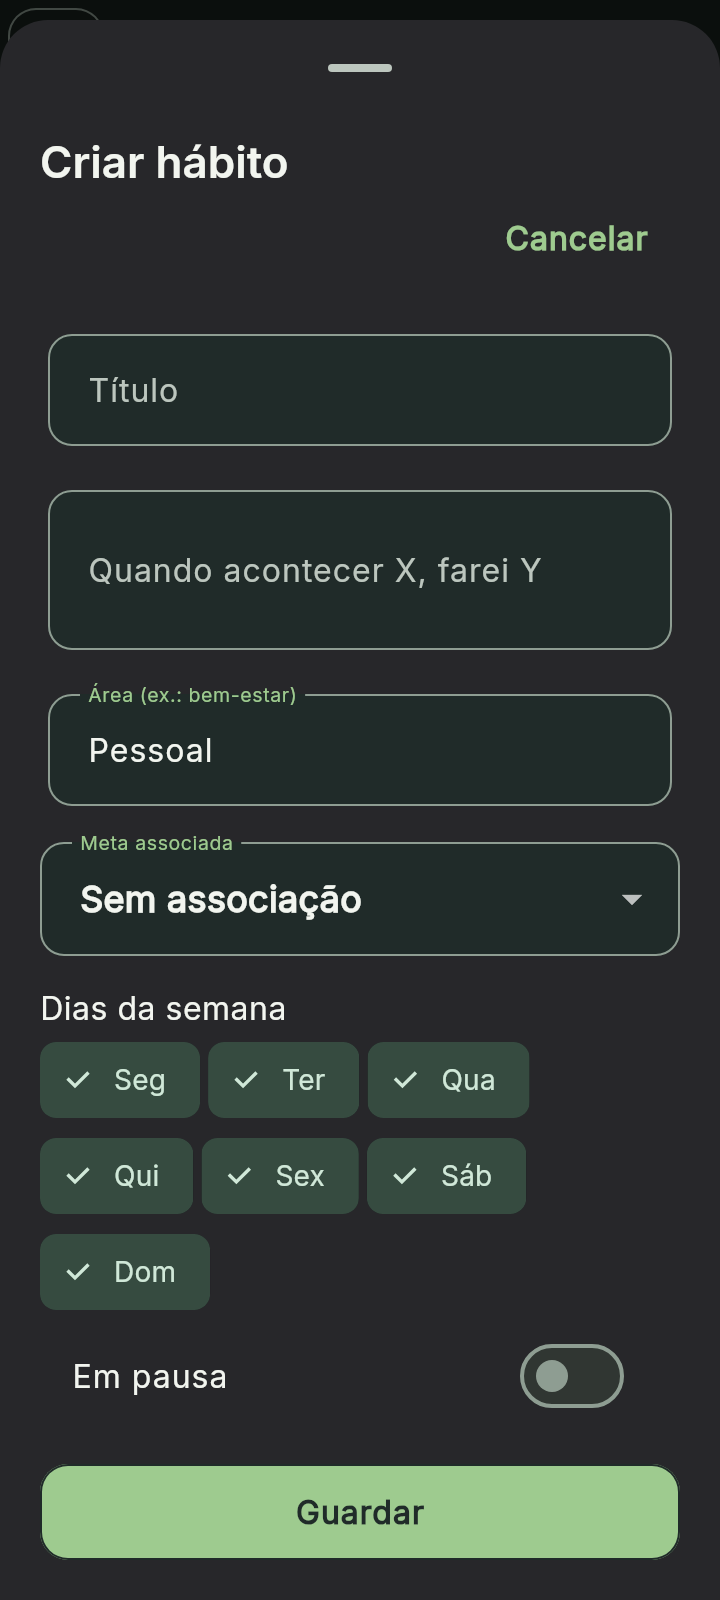 Criar hábito
Cancelar
Título
Quando acontecer X, farei Y
Área (ex.: bem-estar)
Pessoal
Meta associada
Sem associação
Dias da semana
Seg Ter Qua
Qui Sex Sáb
Dom
Em pausa
Guardar